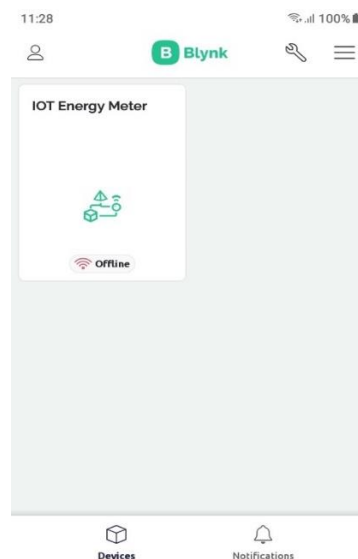 11:28 100%
B Blynk
IOT Energy Meter
Offline
Devices Notifications